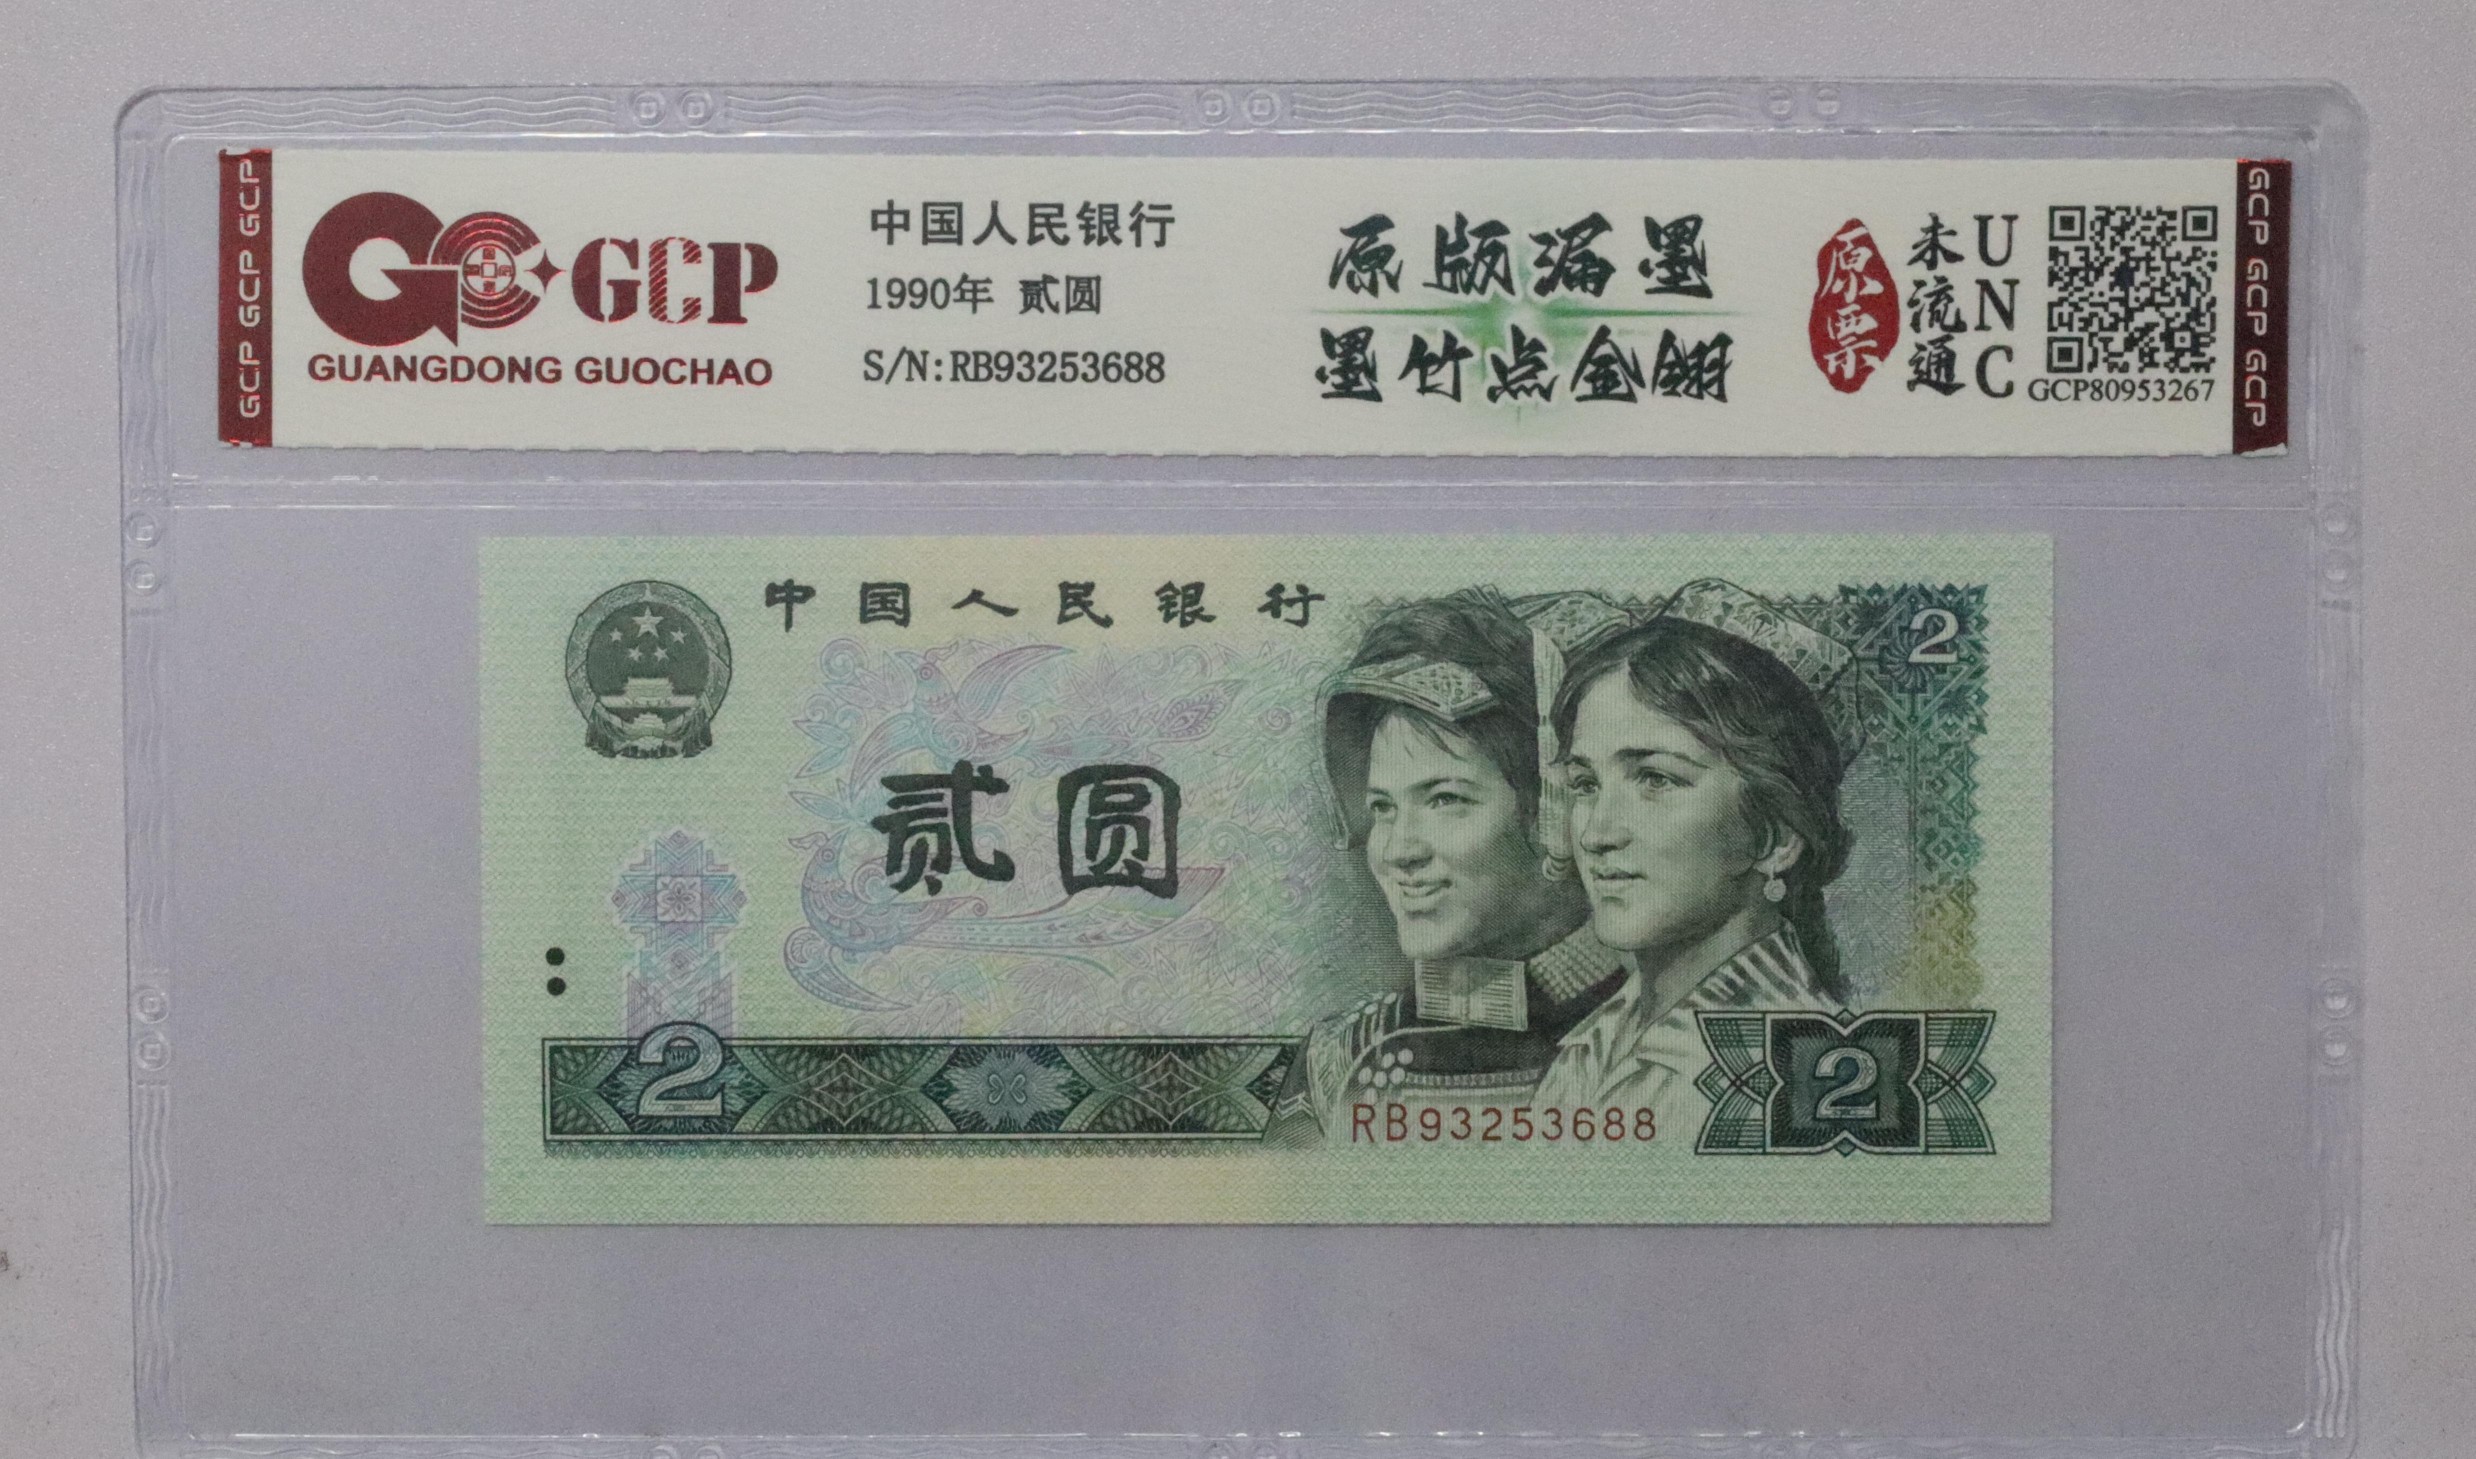 GCP GCP GCP
GCP
GUANGDONG GUOCHAO
中国人民银行
1990年 贰圆
S/N:RB93253688
原版漏墨
墨竹点金翅
原票
未流通
UNC
GCP80953267
GCP GCP GCP
中国人民银行
2
贰圆
2
RB93253688
2